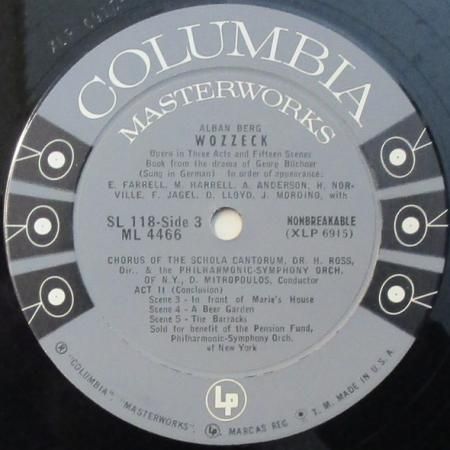 COLUMBIA
MASTERWORKS
ALBAN BERG
WOZZECK
Opera in Three Acts and Fifteen Scenes
Book from the drama of Georg Büchner
(Sung in German) In order of appearance:
E. FARRELL, M. HARRELL, A. ANDERSON, H. NOR-
VILLE, F. JAGEL, D. LLOYD, J. MORDINO, with
SL 118-Side 3
ML 4466
NONBREAKABLE
(XLP 6915)
CHORUS OF THE SCHOLA CANTORUM, DR. H. ROSS,
Dir., & the PHILHARMONIC-SYMPHONY ORCH.
OF N.Y., D. MITROPOULOS, Conductor
ACT II (Conclusion)
Scene 3 - In front of Marie's House
Scene 4 - A Beer Garden
Scene 5 - The Barracks
Sold for benefit of the Pension Fund,
Philharmonic-Symphony Orch.
of New York
LP
® "COLUMBIA" "MASTERWORKS" ® MARCAS REG. ® T. M. MADE IN U.S.A.